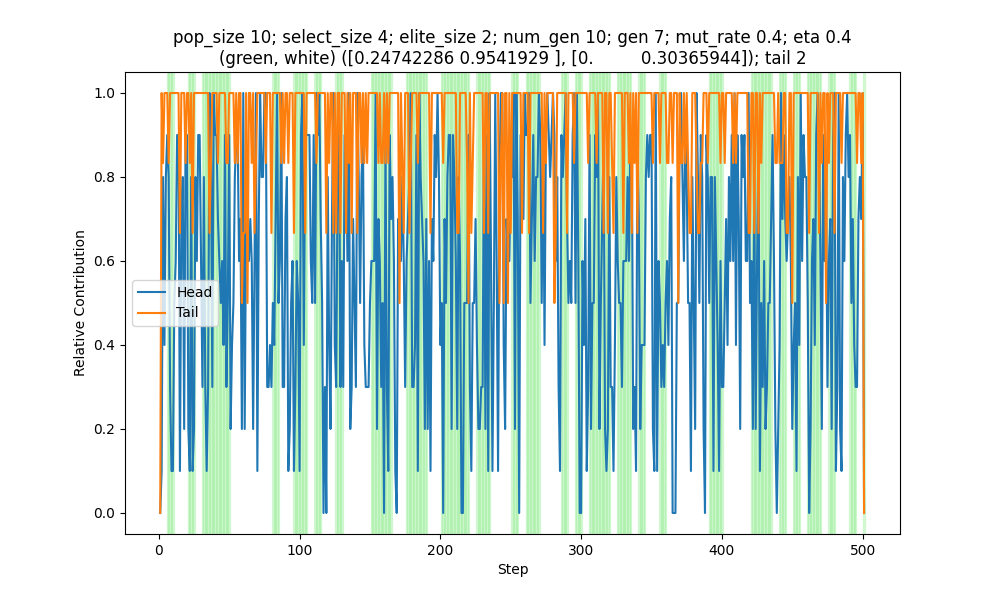 pop_size 10; select_size 4; elite_size 2; num_gen 10; gen 7; mut_rate 0.4; eta 0.4
(green, white) ([0.24742286 0.9541929 ], [0.         0.30365944]); tail 2
1.0
0.8
0.6
0.4
0.2
0.0
Relative Contribution
Head
Tail
0
100
200
300
400
500
Step